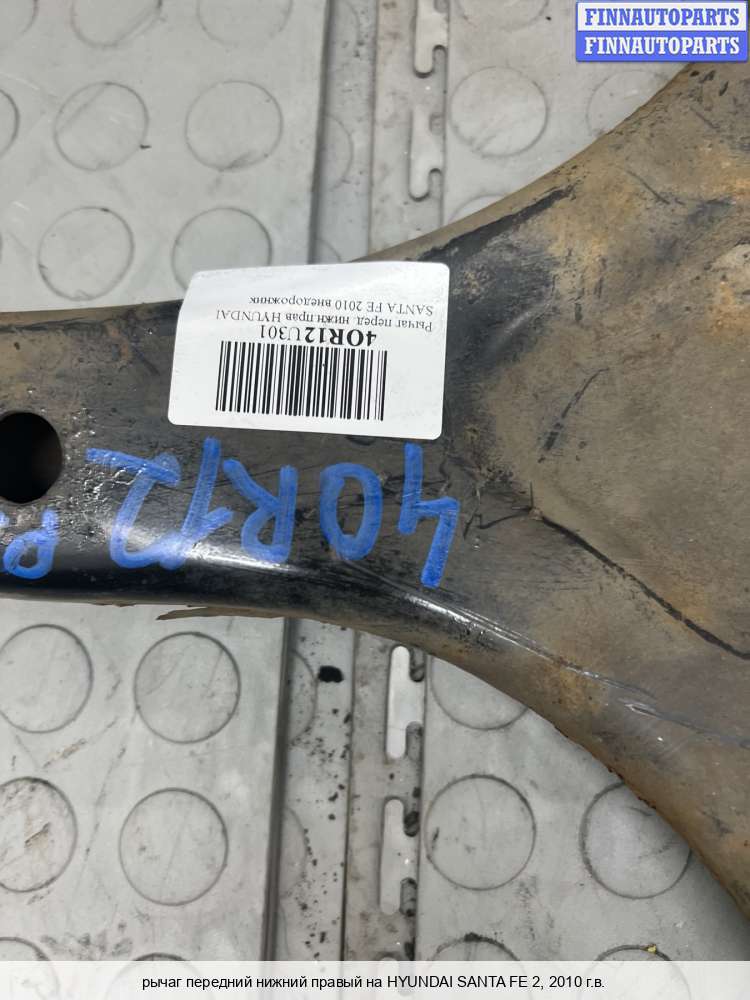 FINNAUTOPARTS
FINNAUTOPARTS
4OR12U301
Рычаг перед. нижн прав HYUNDAI
SANTA FE 2010 внедорожник
40R12
рычаг передний нижний правый на HYUNDAI SANTA FE 2, 2010 г.в.